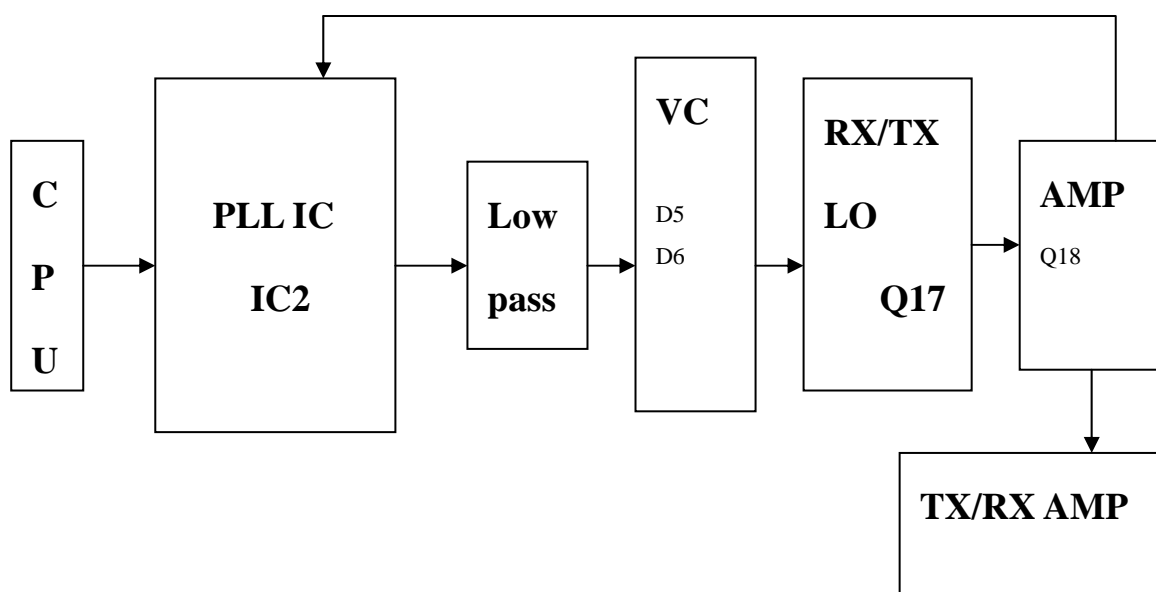 C
P
U
PLL IC
IC2
Low
pass
VC
D5
D6
RX/TX
LO
Q17
AMP
Q18
TX/RX AMP